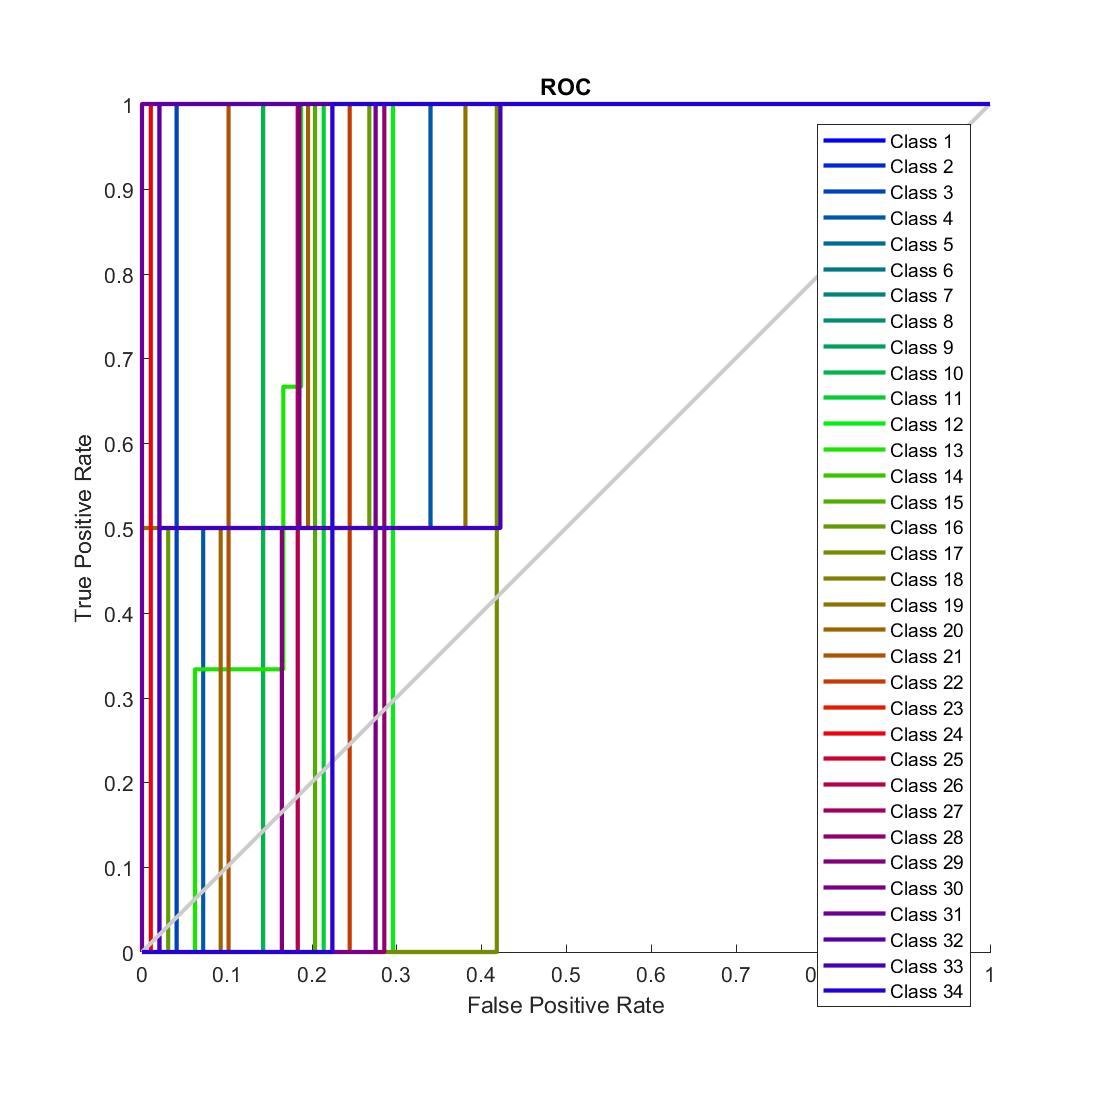 ROC
1
0.9
0.8
0.7
0.6
0.5
0.4
0.3
0.2
0.1
0
True Positive Rate
0 0.1 0.2 0.3 0.4 0.5 0.6 0.7 0 1
False Positive Rate
Class 1
Class 2
Class 3
Class 4
Class 5
Class 6
Class 7
Class 8
Class 9
Class 10
Class 11
Class 12
Class 13
Class 14
Class 15
Class 16
Class 17
Class 18
Class 19
Class 20
Class 21
Class 22
Class 23
Class 24
Class 25
Class 26
Class 27
Class 28
Class 29
Class 30
Class 31
Class 32
Class 33
Class 34